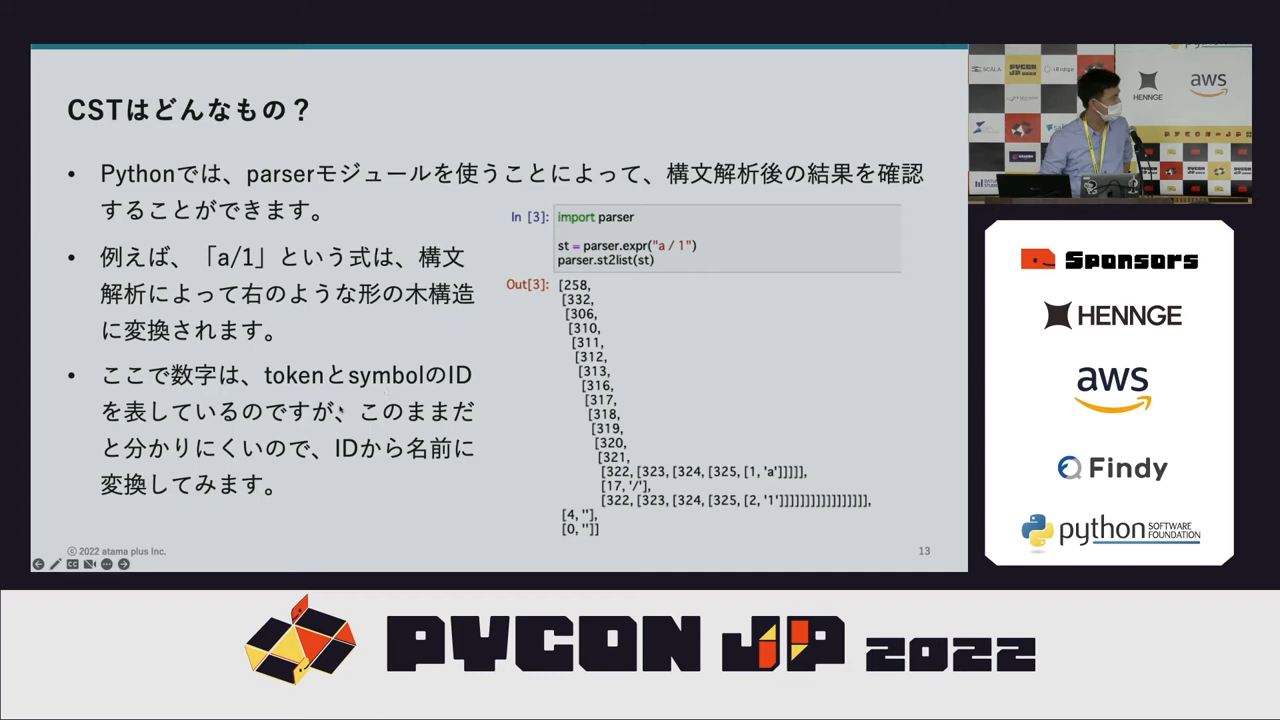 CSTはどんなもの？
• Pythonでは、parserモジュールを使うことによって、構文解析後の結果を確認
することができます。
• 例えば、「a/1」という式は、構文
解析によって右のような形の木構造
に変換されます。
• ここで数字は、tokenとsymbolのID
を表しているのですが、このままだ
と分かりにくいので、IDから名前に
変換してみます。
In [3]: import parser
st = parser.expr("a / 1")
parser.st2list(st)
Out[3]: [258,
[332,
[306,
[310,
[311,
[312,
[313,
[316,
[317,
[318,
[319,
[320,
[321,
[322, [323, [324, [325, [1, 'a']]]]],
[17, '/'],
[322, [323, [324, [325, [2, '1']]]]]]]]]]]]]]]]]],
[4, ''],
[0, '']]
© 2022 atama plus Inc.
13
SCALA
PYCON
JP 2022
HENNGE
aws
Sponsors
HENNGE
aws
Findy
python SOFTWARE
FOUNDATION
PYCON JP 2022